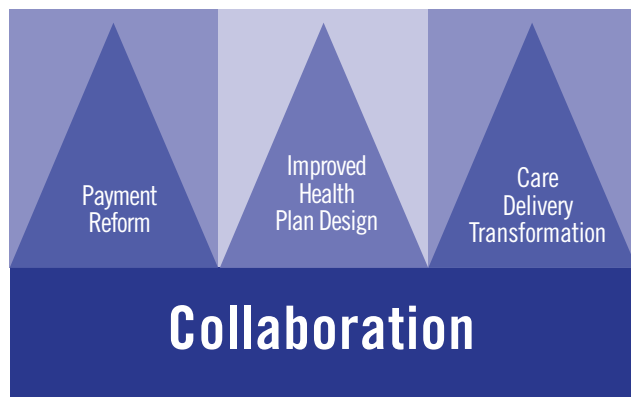 Payment
Reform
Improved
Health
Plan Design
Care
Delivery
Transformation
Collaboration